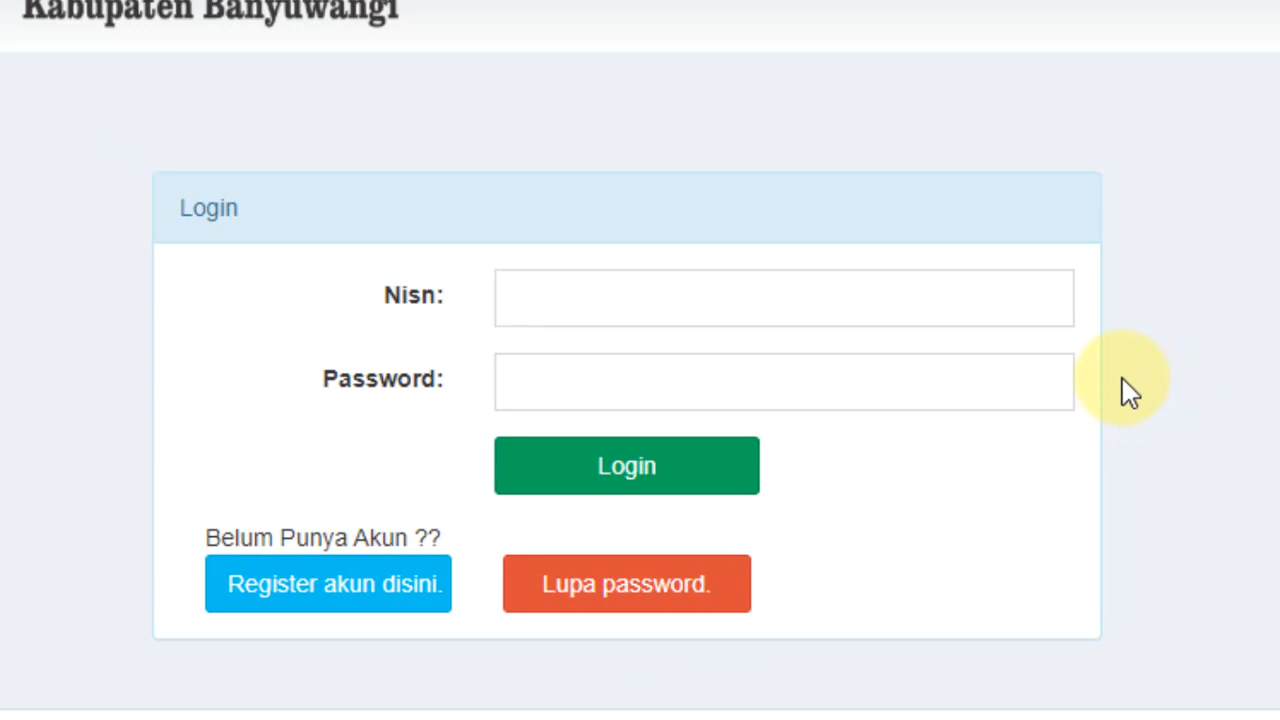 Kabupaten Banyuwangi
Login
Nisn:
Password:
Login
Belum Punya Akun ??
Register akun disini.
Lupa password.